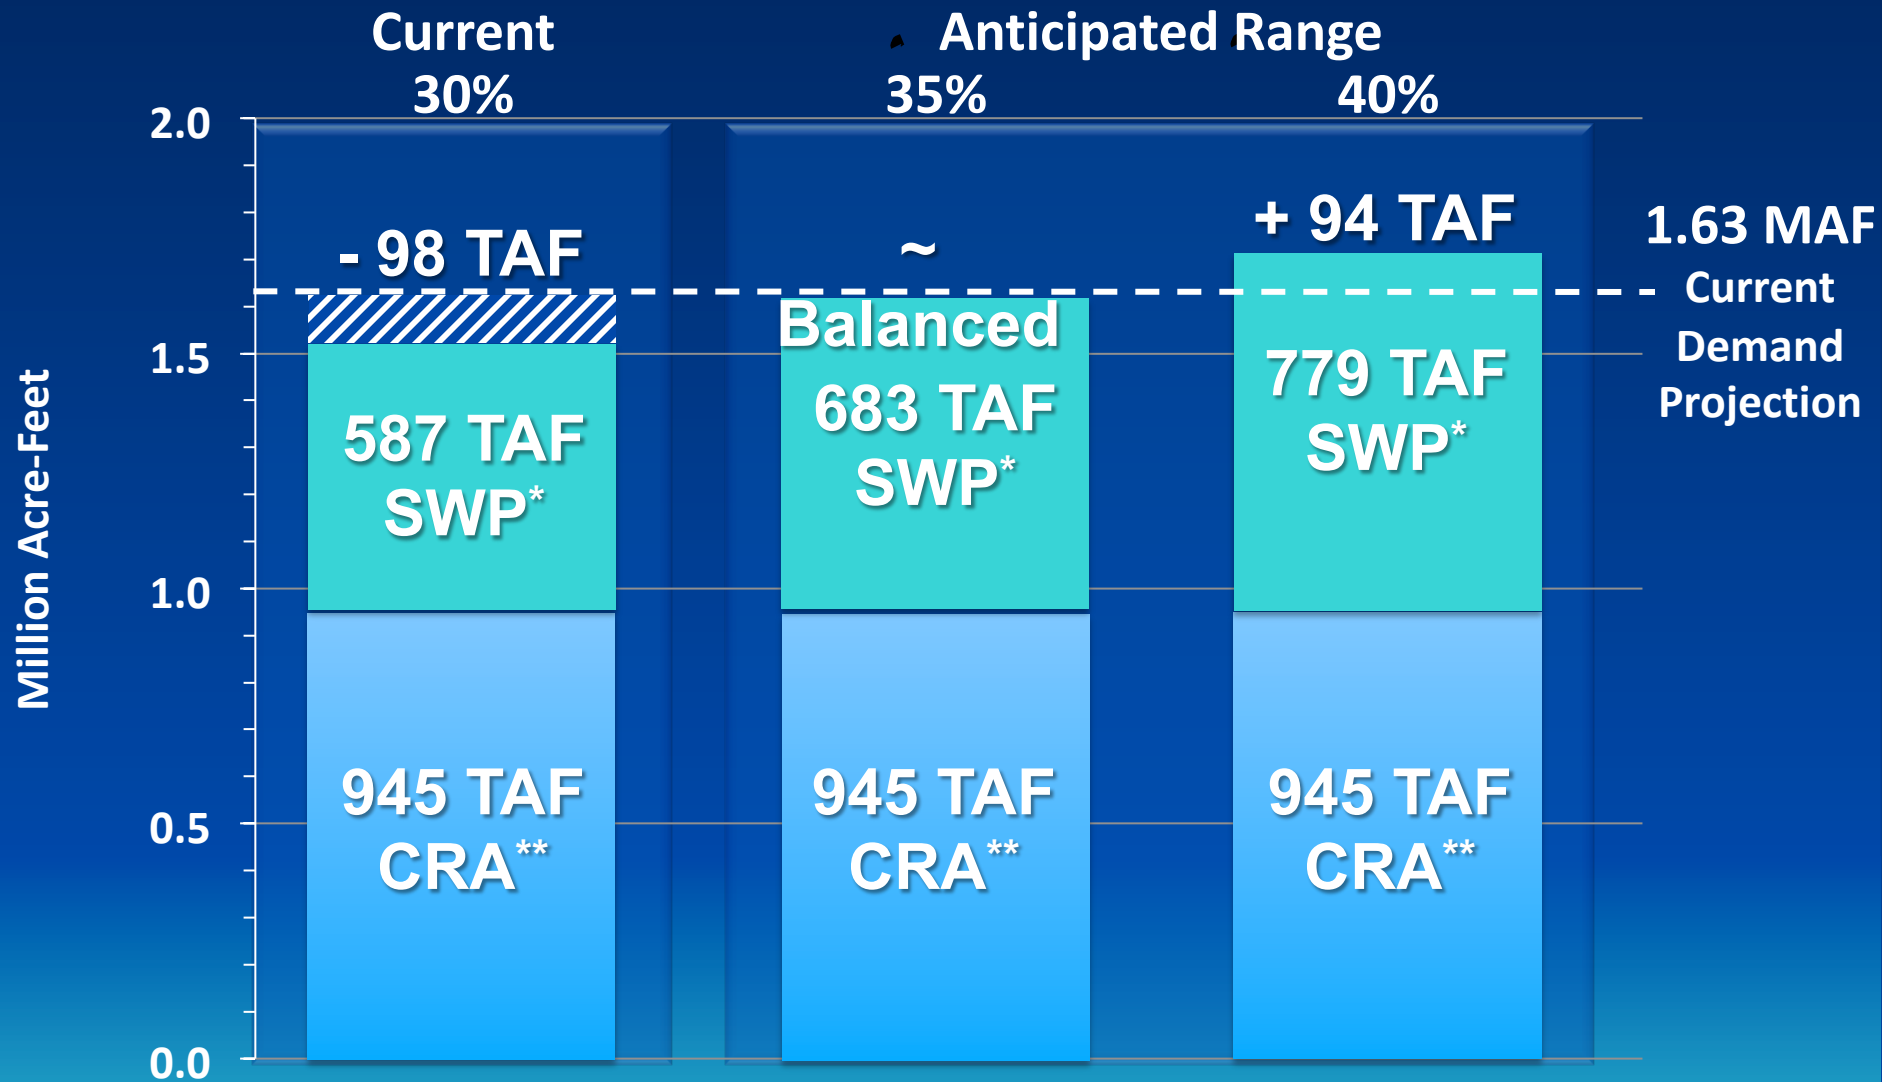 Current
30%
Anticipated Range
35%
40%
2.0
1.5
1.0
0.5
0.0
Million Acre-Feet
- 98 TAF
587 TAF
SWP*
945 TAF
CRA**
~
Balanced
683 TAF
SWP*
945 TAF
CRA**
+ 94 TAF
779 TAF
SWP*
945 TAF
CRA**
1.63 MAF
Current
Demand
Projection